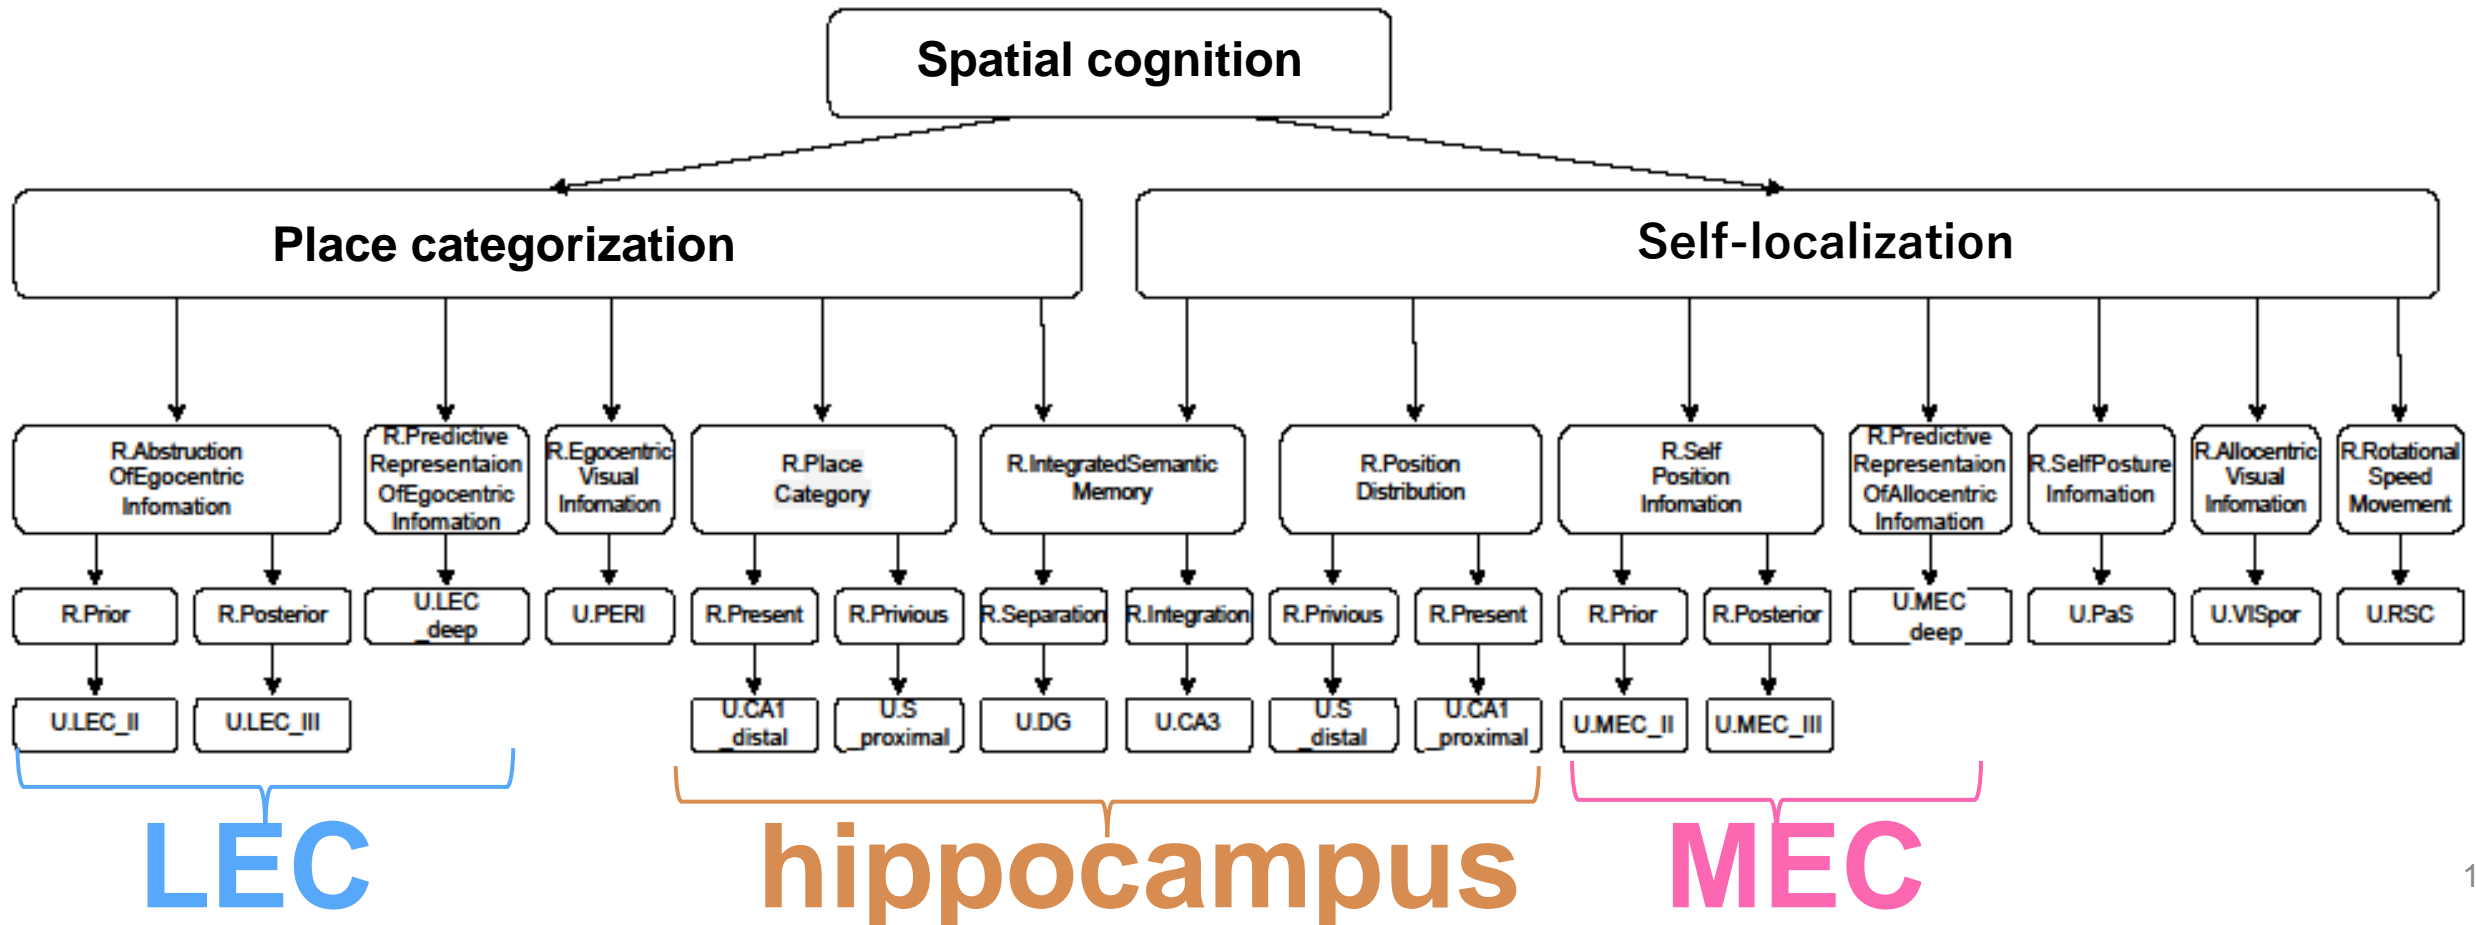 Spatial cognition
Place categorization
Self-localization
R.Abstruction
OfEgocentric
Infomation
R.Predictive
Representaion
OfEgocentric
Infomation
R.Egocentric
Visual
Infomation
R.Place
Category
R.IntegratedSemantic
Memory
R.Position
Distribution
R.Self
Position
Infomation
R.Predictive
Representaion
OfAllocentric
Infomation
R.SelfPosture
Infomation
R.Allocentric
Visual
Infomation
R.Rotational
Speed
Movement
R.Prior
R.Posterior
U.LEC
_deep
U.PERI
R.Present
R.Privious
R.Separation
R.Integration
R.Privious
R.Present
R.Prior
R.Posterior
U.MEC
_deep
U.PaS
U.VISpor
U.RSC
U.LEC_II
U.LEC_III
U.CA1
_distal
U.S
_proximal
U.DG
U.CA3
U.S
_distal
U.CA1
_proximal
U.MEC_II
U.MEC_III
LEC
hippocampus
MEC
1